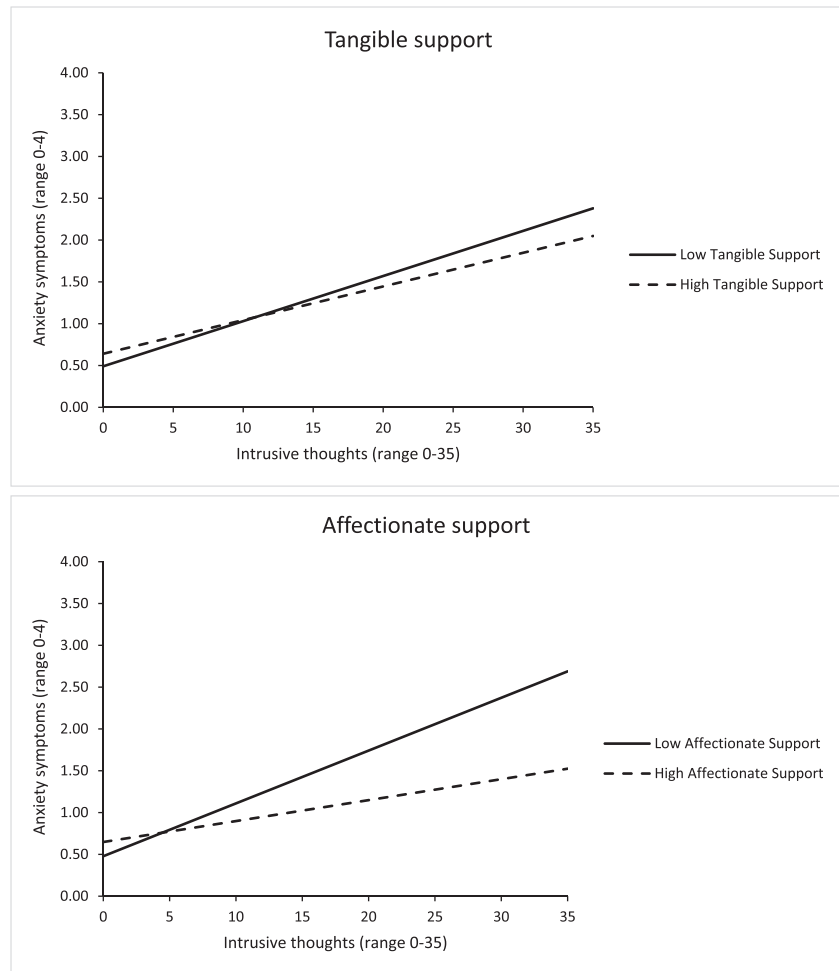 Tangible support
4.00
3.50
3.00
2.50
2.00
1.50
1.00
0.50
0.00
Anxiety symptoms (range 0-4)
0 5 10 15 20 25 30 35
Intrusive thoughts (range 0-35)
Low Tangible Support
High Tangible Support
Affectionate support
4.00
3.50
3.00
2.50
2.00
1.50
1.00
0.50
0.00
Anxiety symptoms (range 0-4)
0 5 10 15 20 25 30 35
Intrusive thoughts (range 0-35)
Low Affectionate Support
High Affectionate Support